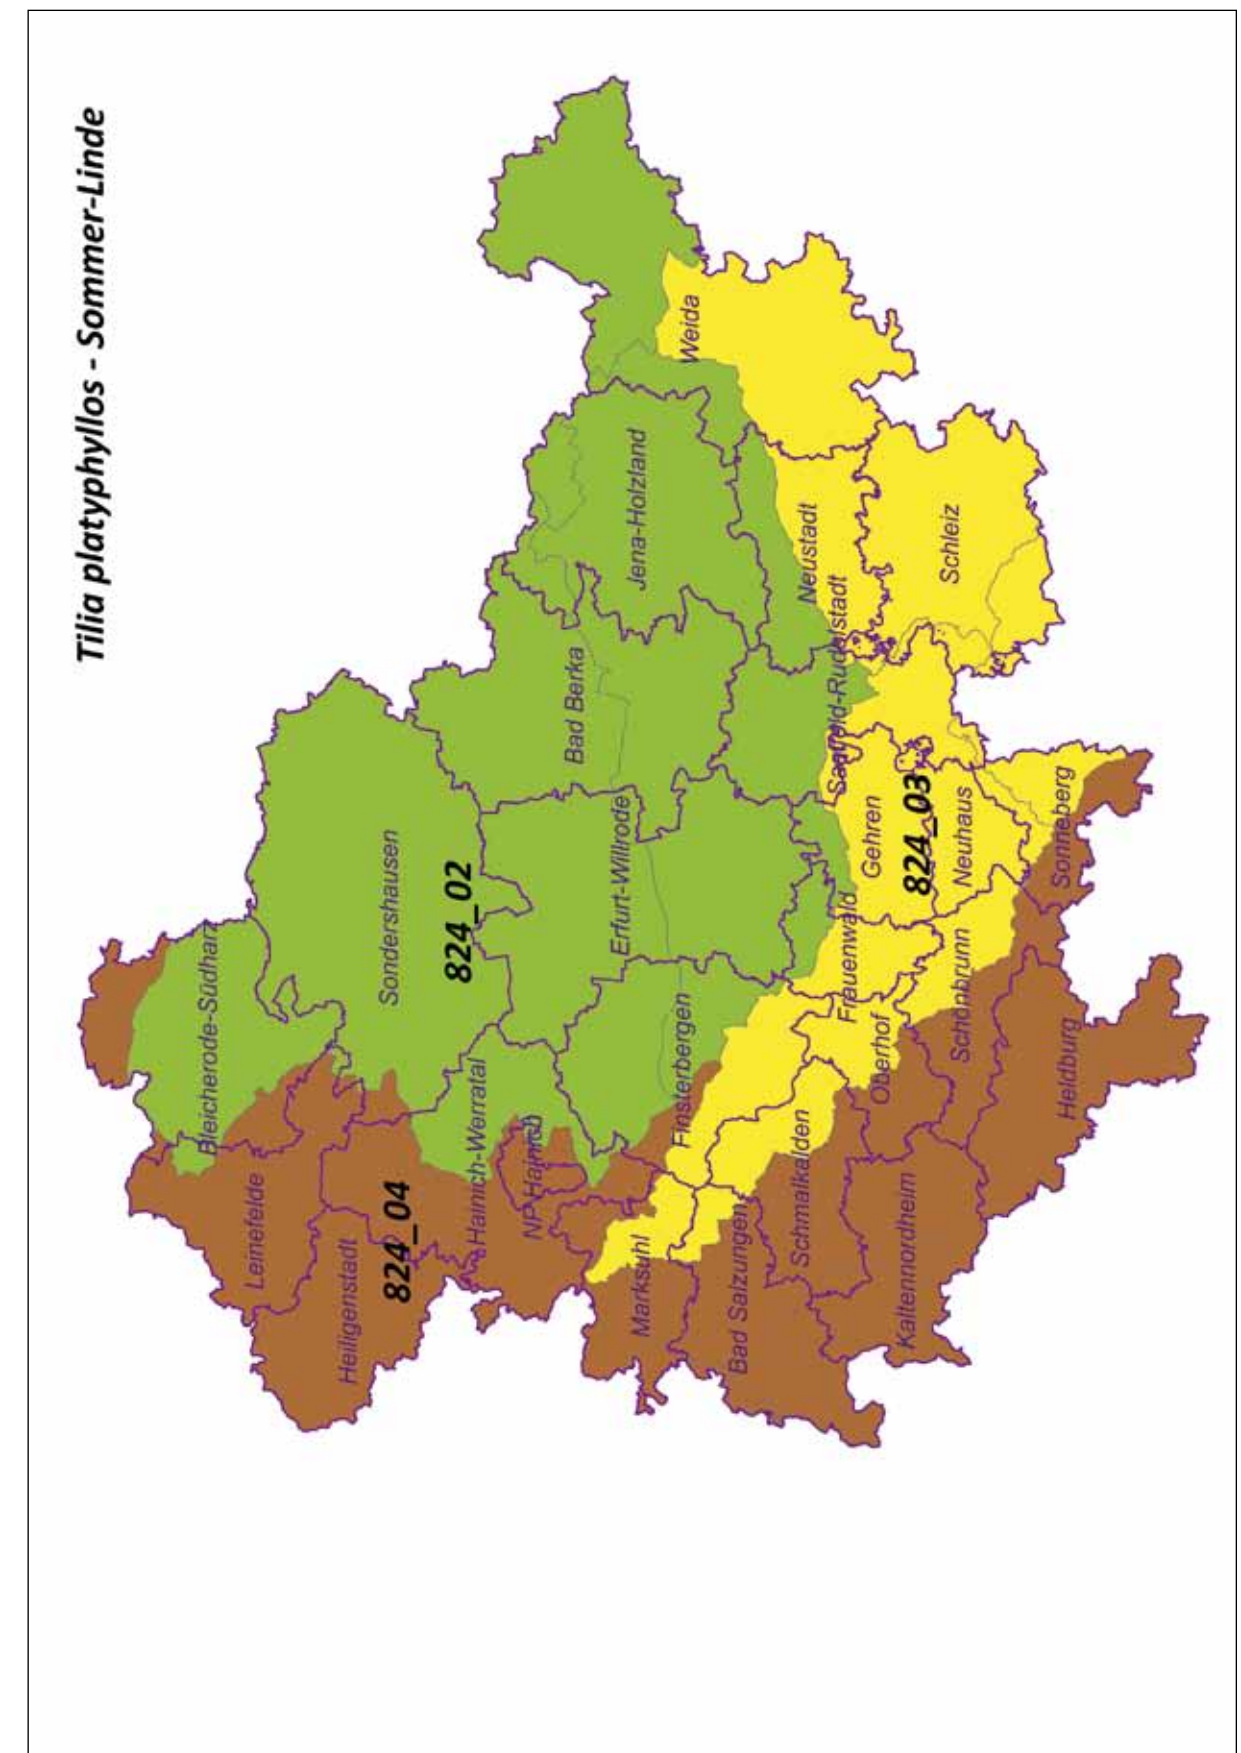 Tilia platyphyllos - Sommer-Linde
Bleicherode-Südharz
Leinefelde
Heiligenstadt
824_04
Sondershausen
824_02
Hainich-Werratal
NP Hainich
Bad Berka
Erfurt-Willrode
Jena-Holzland
Weida
Finsterbergen
Marksuhl
Bad Salzungen
Schmalkalden
Neustadt
Saalfeld-Rudolstadt
Frauenwald
Oberhof
Gehren
824_03
Kaltennordheim
Schleiz
Neuhaus
Schönbrunn
Sonneberg
Heldburg